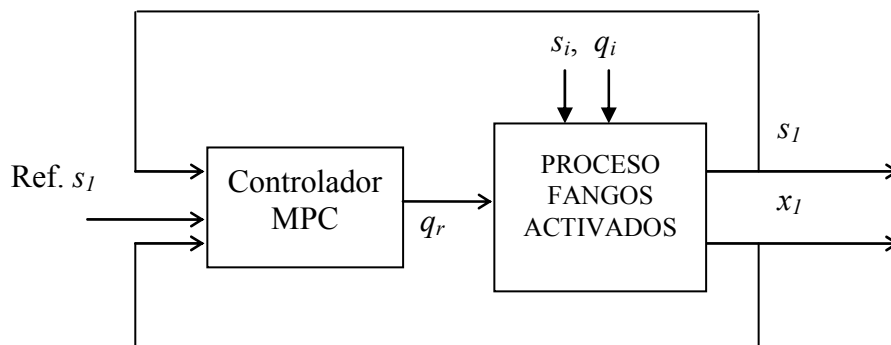 s_i, q_i
s_1
Ref. s_1
Controlador
MPC
q_r
PROCESO
FANGOS
ACTIVADOS
x_1